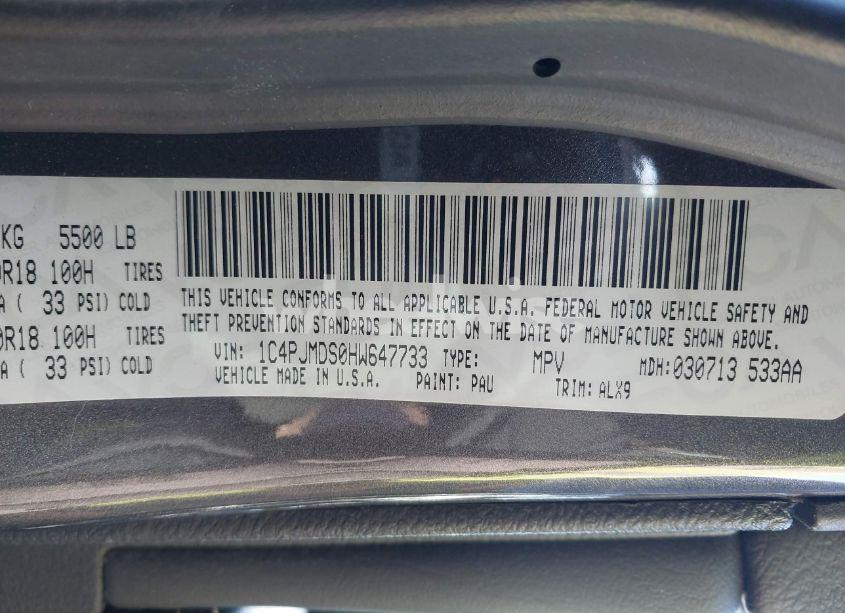 KG 5500 LB
0R18 100H TIRES
A ( 33 PSI) COLD
0R18 100H TIRES
A ( 33 PSI) COLD
THIS VEHICLE CONFORMS TO ALL APPLICABLE U.S.A. FEDERAL MOTOR VEHICLE SAFETY AND
THEFT PREVENTION STANDARDS IN EFFECT ON THE DATE OF MANUFACTURE SHOWN ABOVE.
VIN: 1C4PJMDS0HW647733 TYPE: MPV MDH:030713 533AA
VEHICLE MADE IN U.S.A. PAINT: PAU TRIM: ALX9